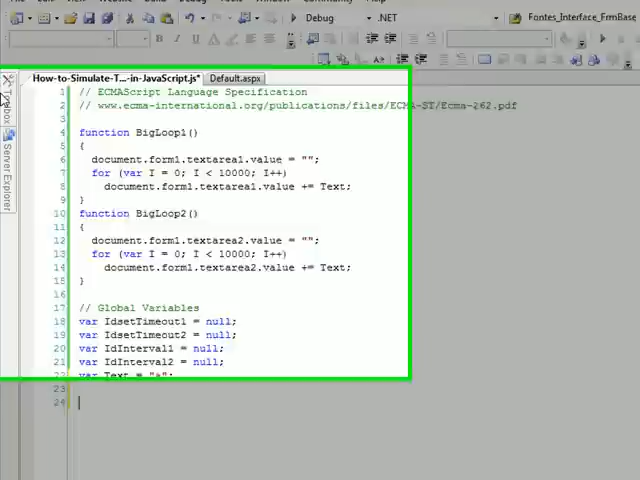 Debug
.NET
Fontes_Interface_FrmBase
How-to-Simulate-T...-in-JavaScript.js*
Default.aspx
Toolbox
Server Explorer
1 // ECMAScript Language Specification
2 // www.ecma-international.org/publications/files/ECMA-ST/Ecma-262.pdf
3
4 function BigLoop1()
5 {
6 document.form1.textarea1.value = "";
7 for (var I = 0; I < 10000; I++)
8 document.form1.textarea1.value += Text;
9 }
10 function BigLoop2()
11 {
12 document.form1.textarea2.value = "";
13 for (var I = 0; I < 10000; I++)
14 document.form1.textarea2.value += Text;
15 }
16
17 // Global Variables
18 var IdsetTimeout1 = null;
19 var IdsetTimeout2 = null;
20 var IdInterval1 = null;
21 var IdInterval2 = null;
22 var Text = "a";
23
24